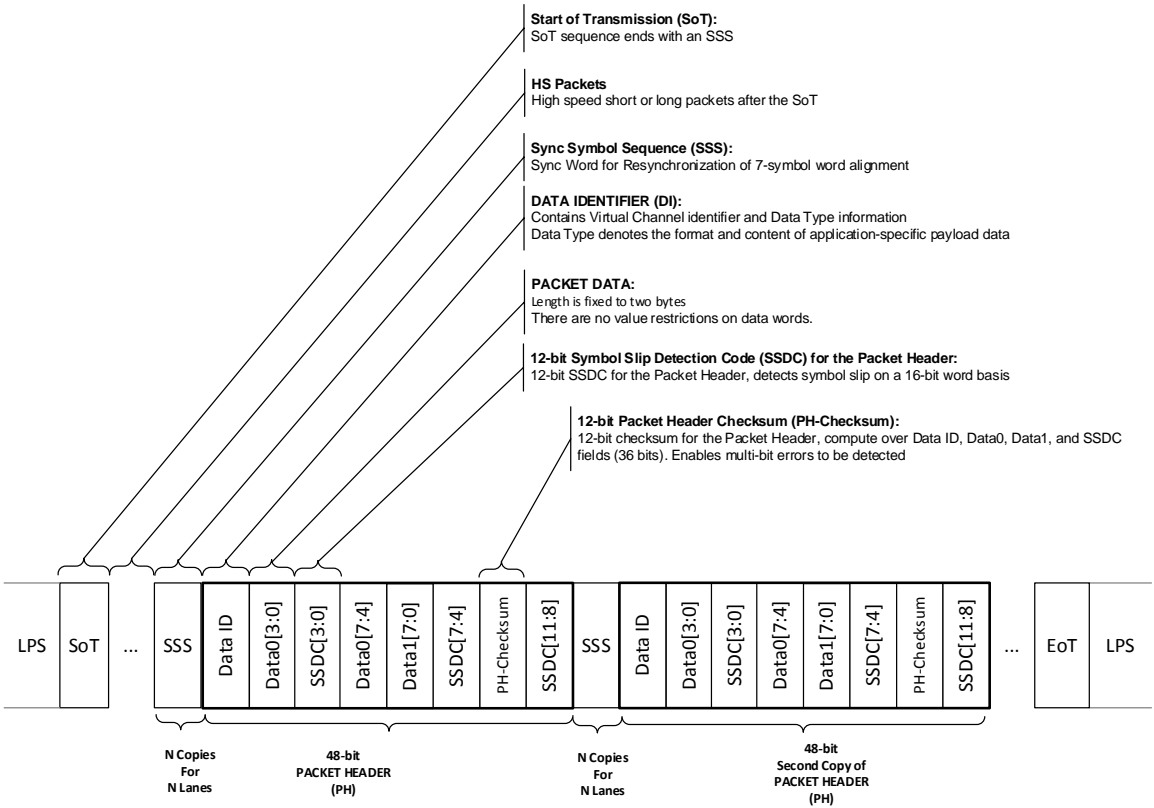 Start of Transmission (SoT):
SoT sequence ends with an SSS
HS Packets
High speed short or long packets after the SoT
Sync Symbol Sequence (SSS):
Sync Word for Resynchronization of 7-symbol word alignment
DATA IDENTIFIER (DI):
Contains Virtual Channel identifier and Data Type information
Data Type denotes the format and content of application-specific payload data
PACKET DATA:
Length is fixed to two bytes
There are no value restrictions on data words.
12-bit Symbol Slip Detection Code (SSDC) for the Packet Header:
12-bit SSDC for the Packet Header, detects symbol slip on a 16-bit word basis
12-bit Packet Header Checksum (PH-Checksum):
12-bit checksum for the Packet Header, compute over Data ID, Data0, Data1, and SSDC
fields (36 bits). Enables multi-bit errors to be detected
LPS
SoT
...
SSS
Data ID
Data0[3:0]
SSDC[3:0]
Data0[7:4]
Data1[7:0]
SSDC[7:4]
PH-Checksum
SSDC[11:8]
SSS
Data ID
Data0[3:0]
SSDC[3:0]
Data0[7:4]
Data1[7:0]
SSDC[7:4]
PH-Checksum
SSDC[11:8]
...
EoT
LPS
N Copies
For
N Lanes
48-bit
PACKET HEADER
(PH)
N Copies
For
N Lanes
48-bit
Second Copy of
PACKET HEADER
(PH)